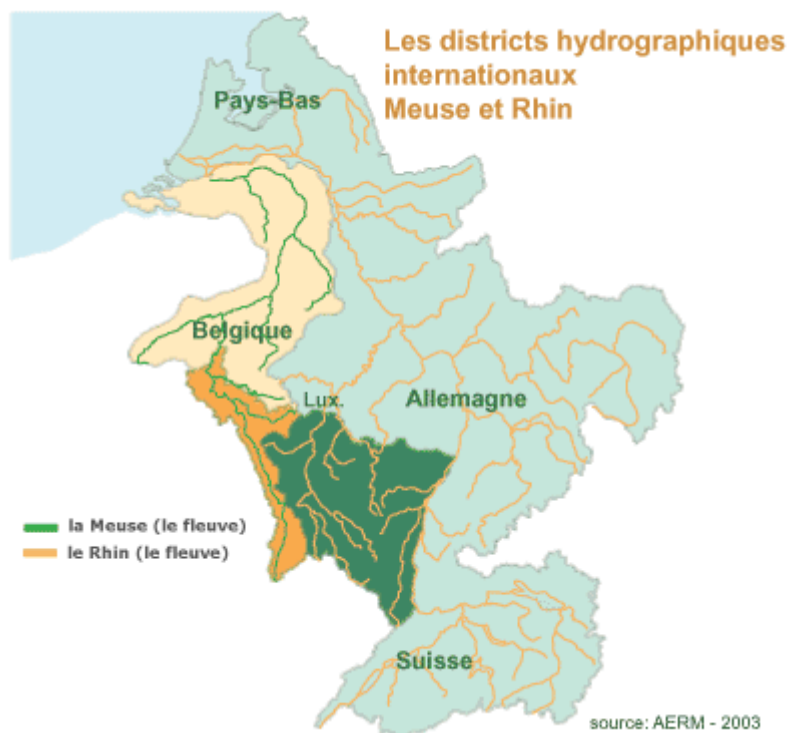 Les districts hydrographiques
internationaux
Meuse et Rhin
Pays-Bas
Belgique
Lux.
Allemagne
la Meuse (le fleuve)
le Rhin (le fleuve)
Suisse
source: AERM - 2003